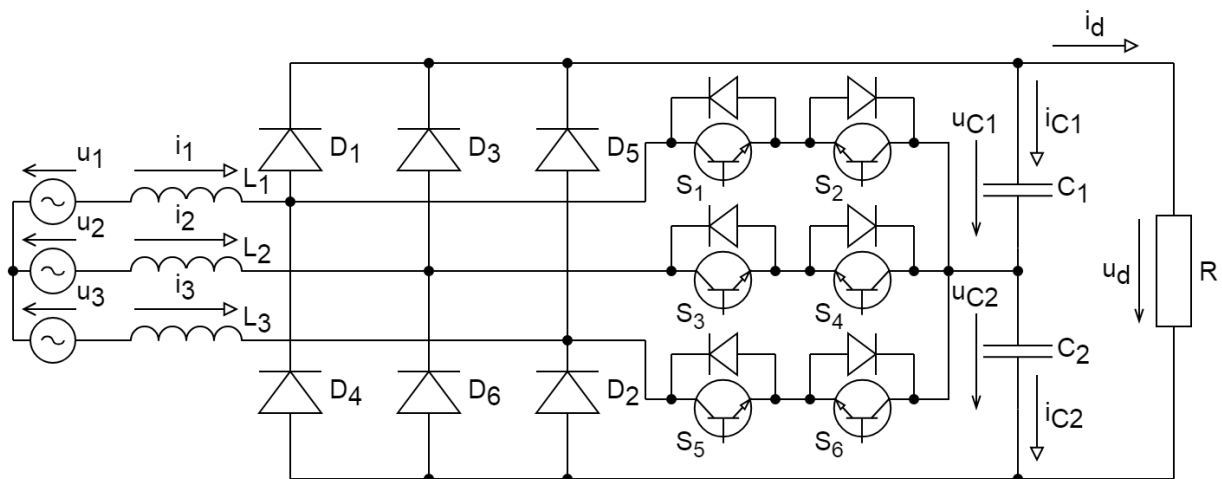 i_d
u_1
i_1
L_1
D_1
D_3
D_5
S_1
S_2
u_C1
i_C1
C_1
u_2
i_2
L_2
u_3
i_3
L_3
S_3
S_4
u_C2
u_d
R
D_4
D_6
D_2
S_5
S_6
C_2
i_C2